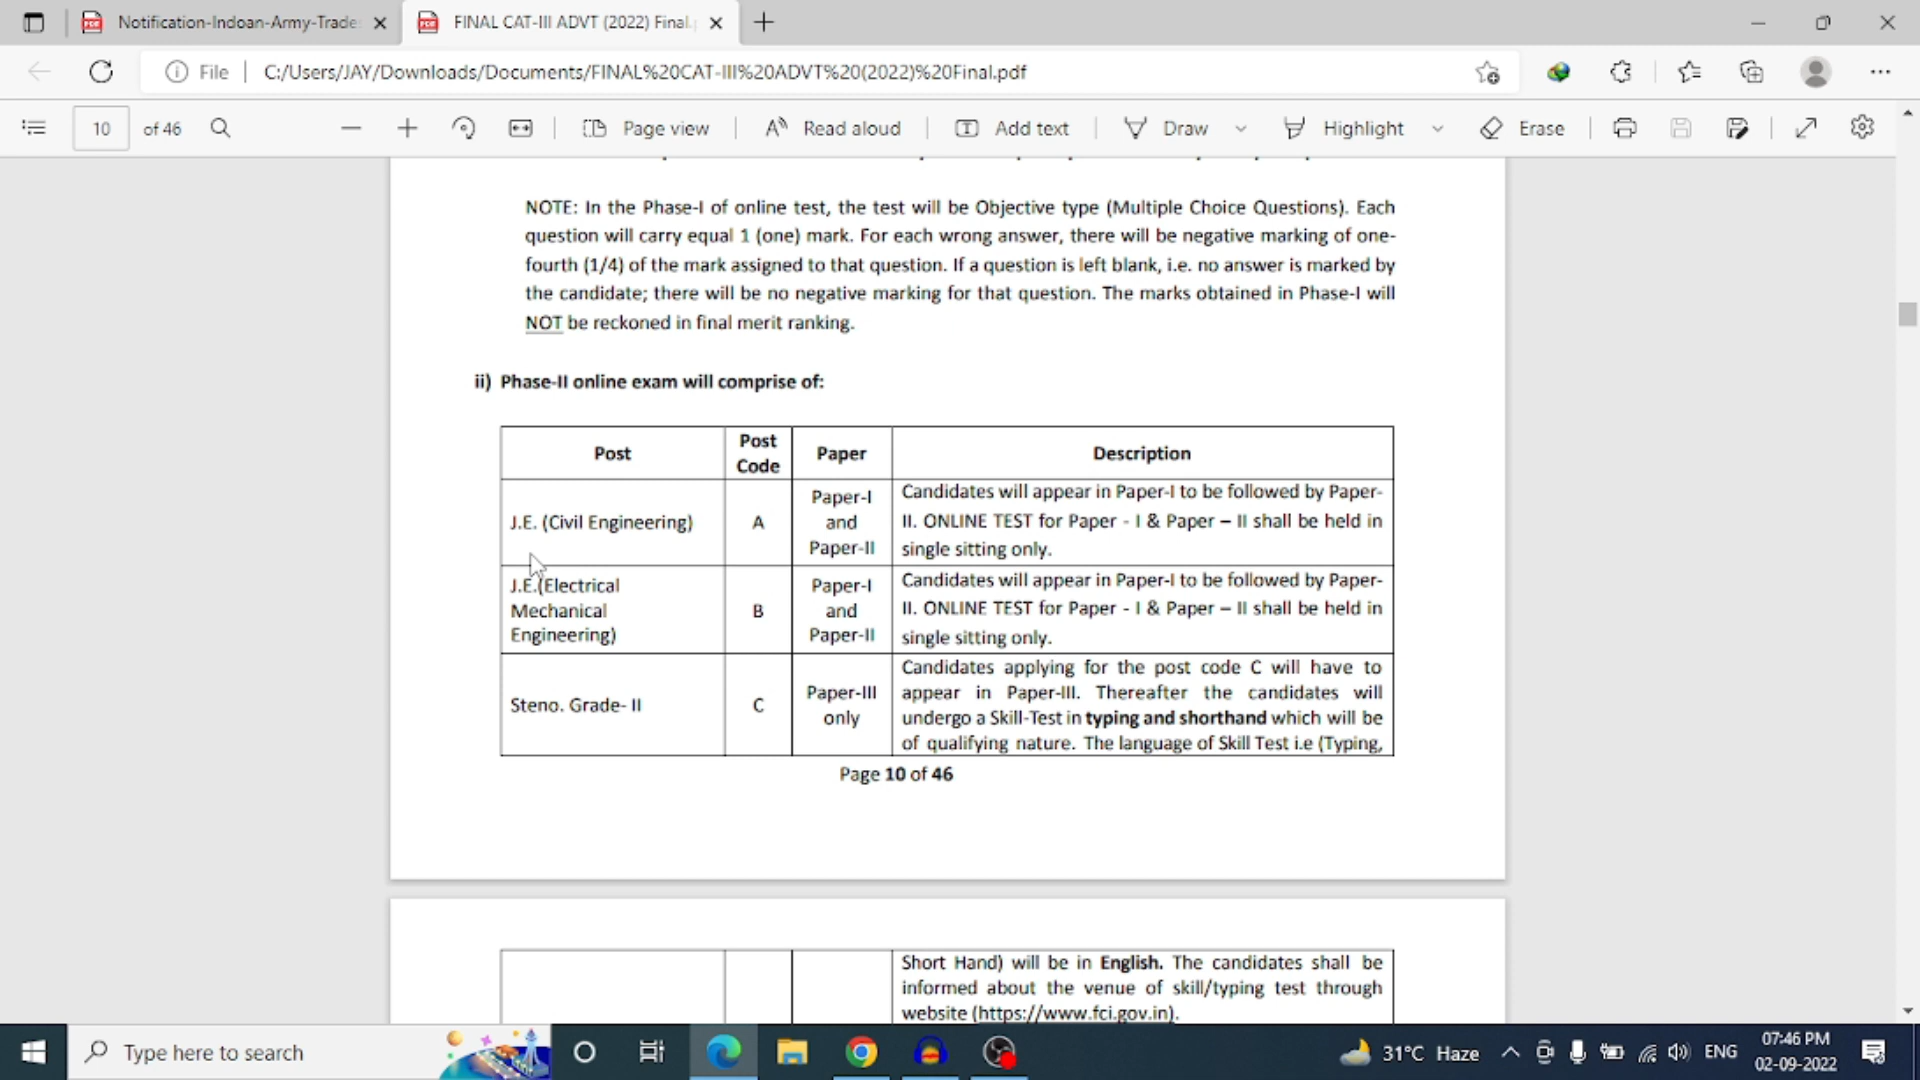 Notification-Indoan-Army-Trade
FINAL CAT-III ADVT (2022) Final.
File
C:/Users/JAY/Downloads/Documents/FINAL%20CAT-III%20ADVT%20(2022)%20Final.pdf
10 of 46
Page view
Read aloud
Add text
Draw
Highlight
Erase
NOTE: In the Phase-I of online test, the test will be Objective type (Multiple Choice Questions). Each
question will carry equal 1 (one) mark. For each wrong answer, there will be negative marking of one-
fourth (1/4) of the mark assigned to that question. If a question is left blank, i.e. no answer is marked by
the candidate; there will be no negative marking for that question. The marks obtained in Phase-I will
NOT be reckoned in final merit ranking.
ii) Phase-II online exam will comprise of:
Post
Post
Code
Paper
Description
J.E. (Civil Engineering)
A
Paper-I
and
Paper-II
Candidates will appear in Paper-I to be followed by Paper-
II. ONLINE TEST for Paper - I & Paper – II shall be held in
single sitting only.
J.E.(Electrical
Mechanical
Engineering)
B
Paper-I
and
Paper-II
Candidates will appear in Paper-I to be followed by Paper-
II. ONLINE TEST for Paper - I & Paper – II shall be held in
single sitting only.
Steno. Grade- II
C
Paper-III
only
Candidates applying for the post code C will have to
appear in Paper-III. Thereafter the candidates will
undergo a Skill-Test in typing and shorthand which will be
of qualifying nature. The language of Skill Test i.e (Typing,
Page 10 of 46
Short Hand) will be in English. The candidates shall be
informed about the venue of skill/typing test through
website (https://www.fci.gov.in).
Type here to search
31°C Haze
ENG
07:46 PM
02-09-2022